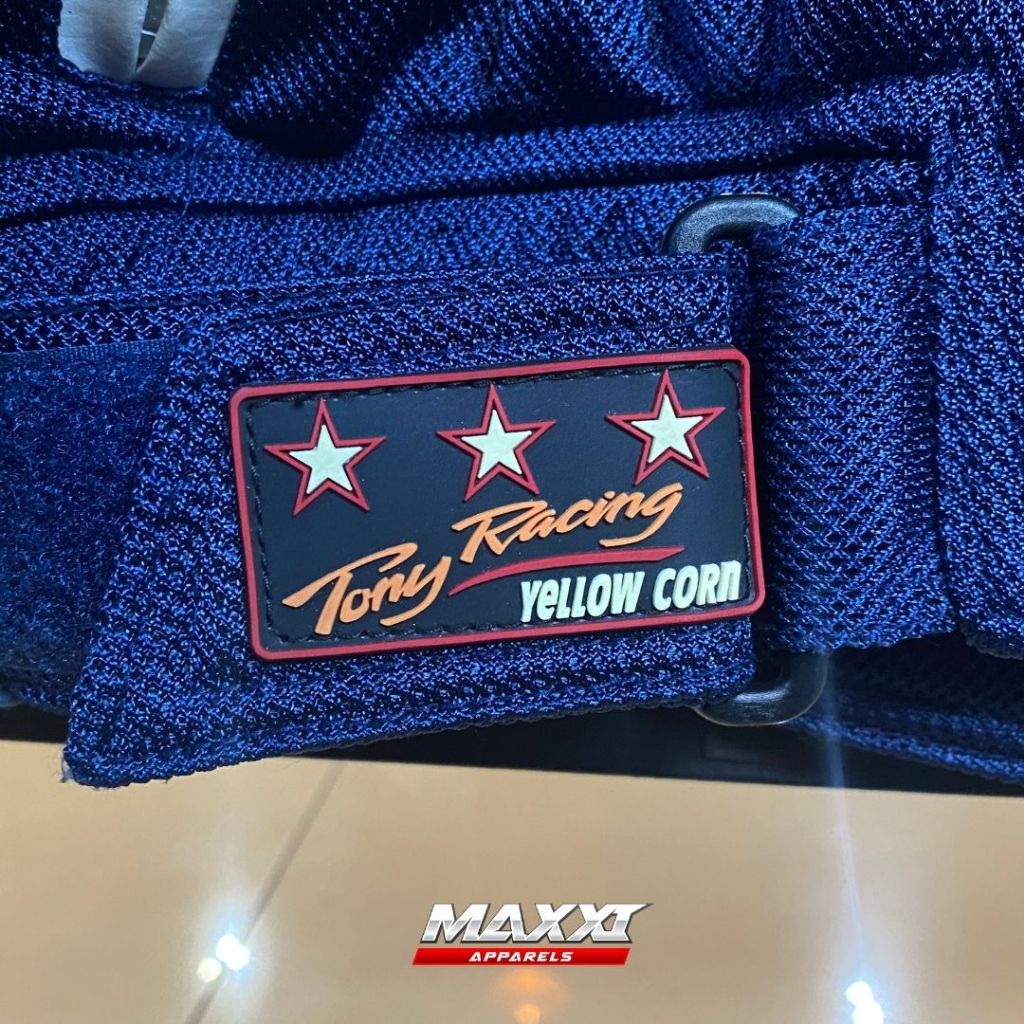 Tony Racing
YELLOW CORN
MAXXI
APPARELS